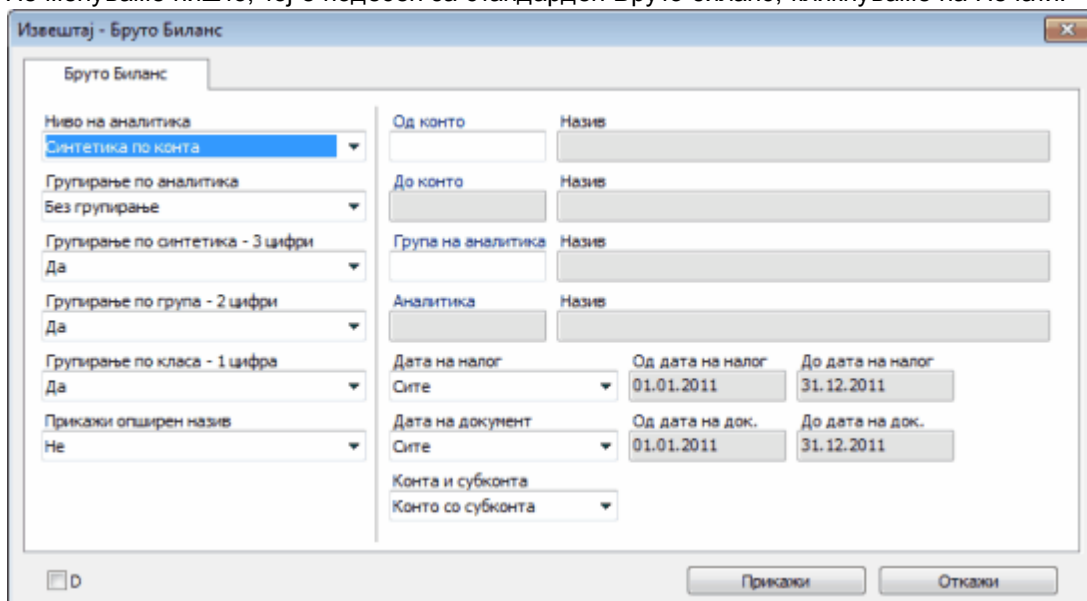 Извештај - Бруто Биланс
Бруто Биланс
Ниво на аналитика
Синтетика по конта
Групирање по аналитика
Без групирање
Групирање по синтетика - 3 цифри
Да
Групирање по група - 2 цифри
Да
Групирање по класа - 1 цифра
Да
Прикажи опширен назив
Не
Од конто Назив
До конто Назив
Група на аналитика Назив
Аналитика Назив
Дата на налог Од дата на налог До дата на налог
Сите 01.01.2011 31.12.2011
Дата на документ Од дата на док. До дата на док.
Сите 01.01.2011 31.12.2011
Конта и субконта
Конто со субконта
D Прикажи Откажи